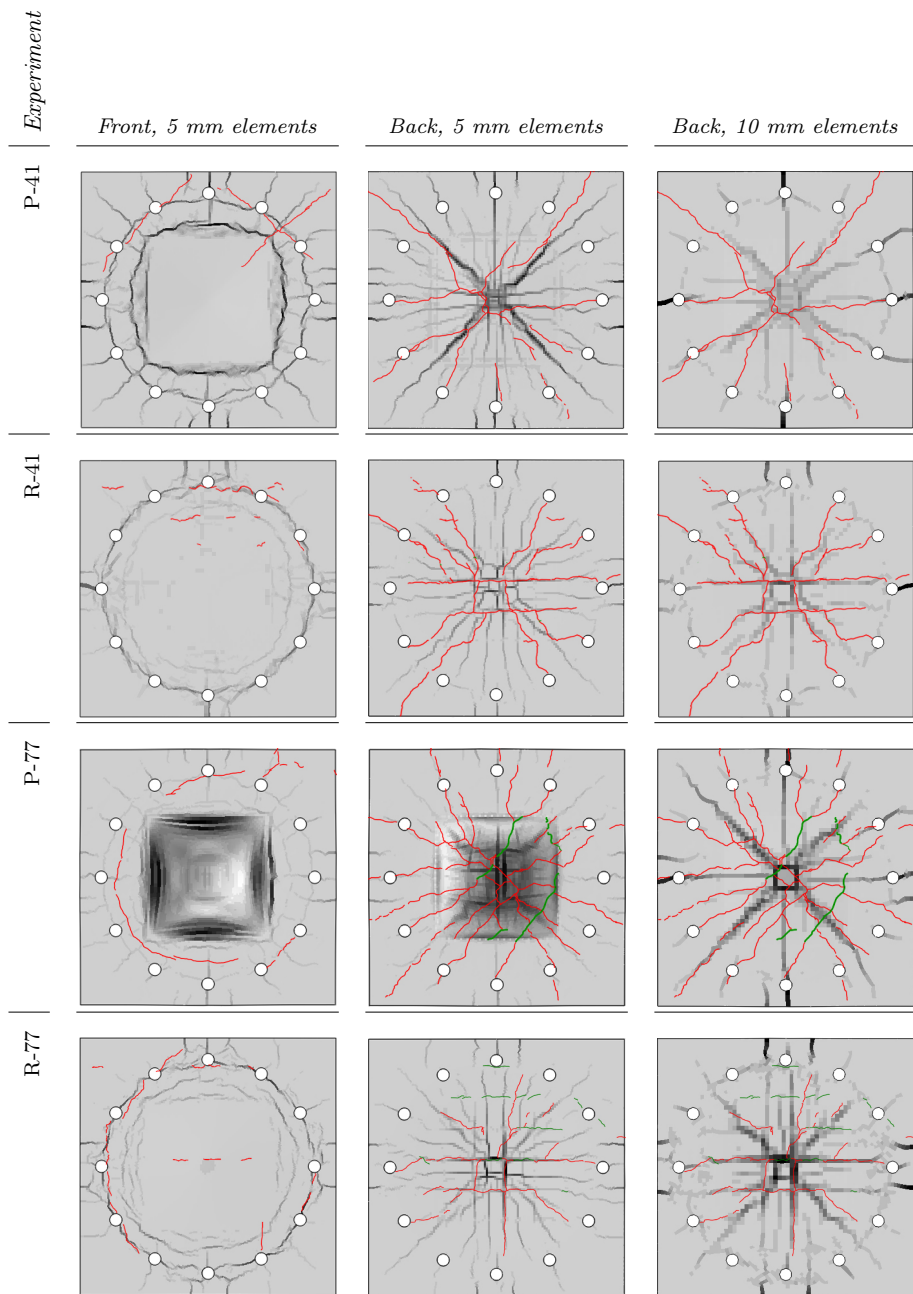 Experiment
Front, 5 mm elements
Back, 5 mm elements
Back, 10 mm elements
P-41
R-41
P-77
R-77